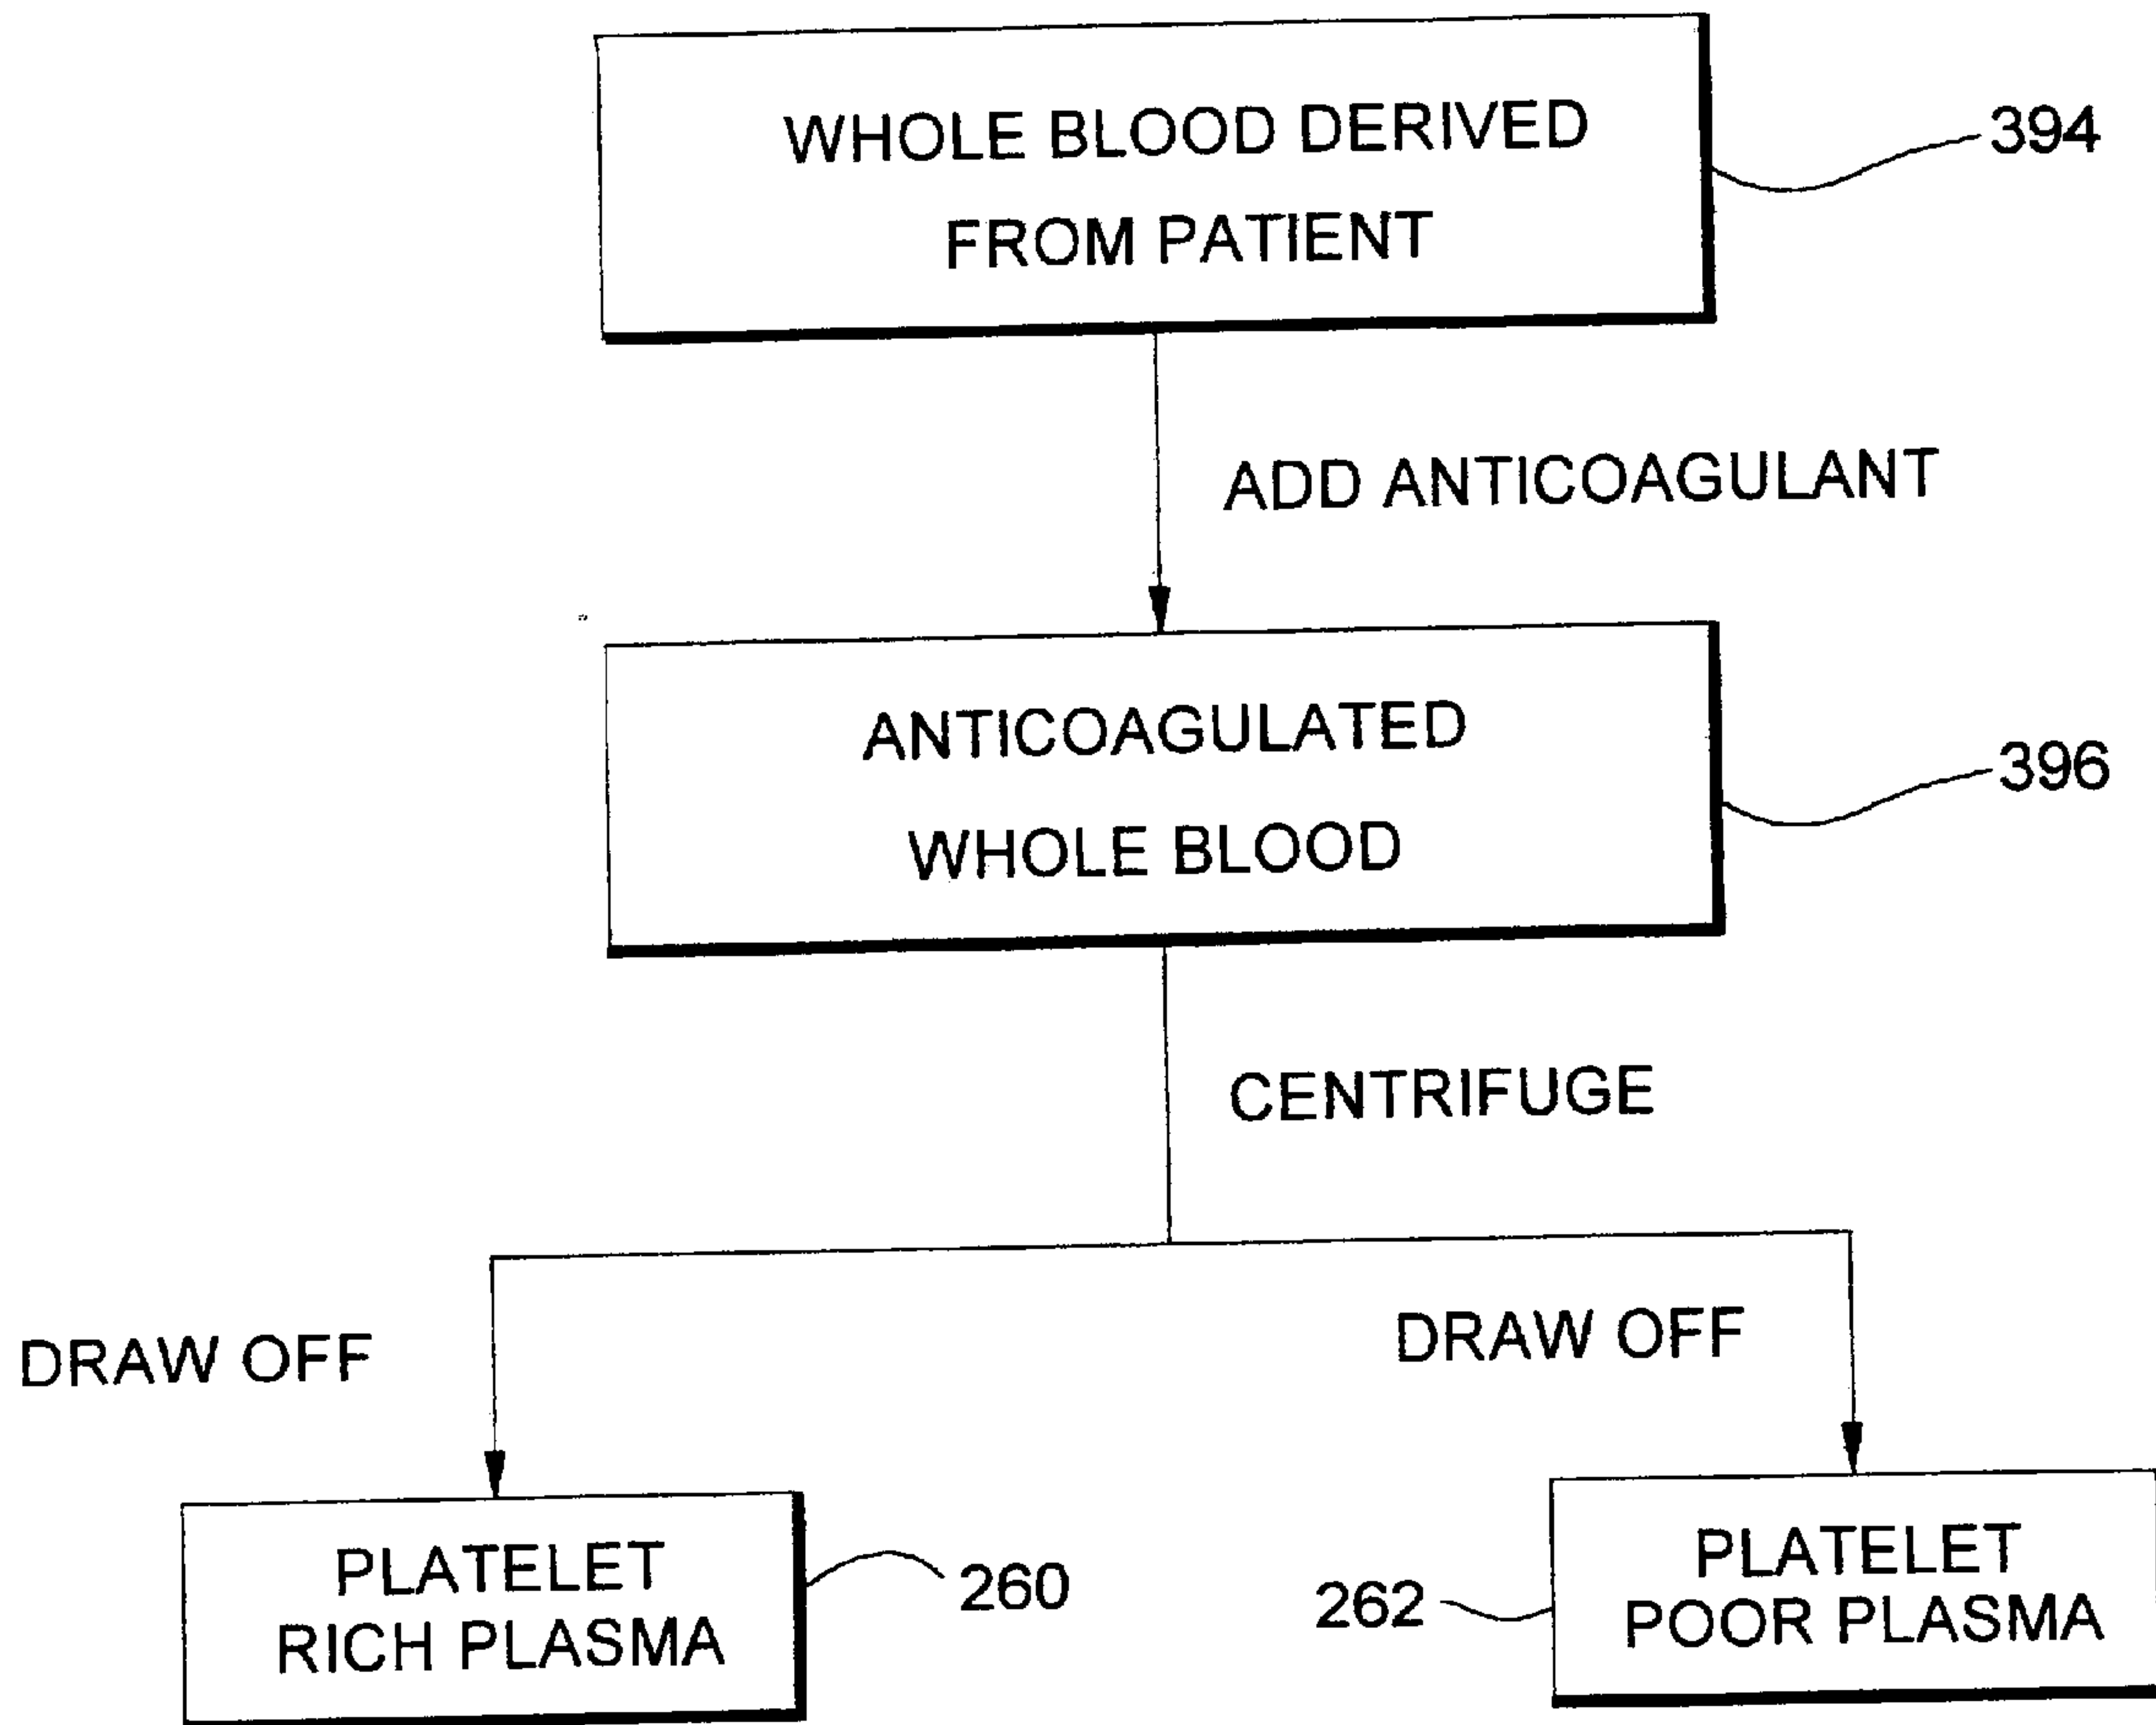 WHOLE BLOOD DERIVED
FROM PATIENT
394
ADD ANTICOAGULANT
ANTICOAGULATED
WHOLE BLOOD
396
CENTRIFUGE
DRAW OFF
DRAW OFF
PLATELET
RICH PLASMA
260
262
PLATELET
POOR PLASMA